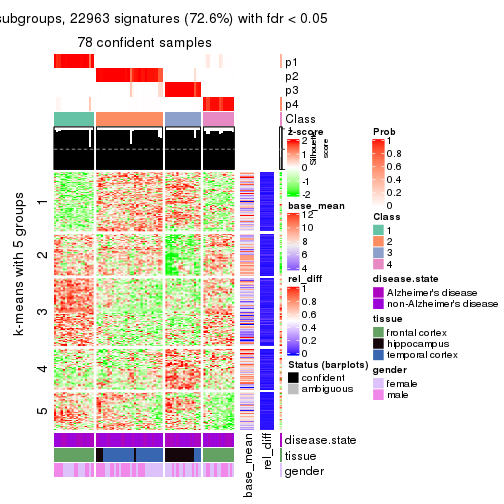 subgroups, 22963 signatures (72.6%) with fdr < 0.05
78 confident samples
p1
p2
p3
p4
Class
z-score
2
1
0
-1
-2
Silhouette score
k-means with 5 groups
1
2
3
4
5
base_mean
12
10
8
6
4
rel_diff
1
0.8
0.6
0.4
0.2
0
Status (barplots)
confident
ambiguous
Prob
1
0.8
0.6
0.4
0.2
0
Class
1
2
3
4
disease.state
Alzheimer's disease
non-Alzheimer's disease
tissue
frontal cortex
hippocampus
temporal cortex
gender
female
male
disease.state
tissue
gender
base_mean
rel_diff